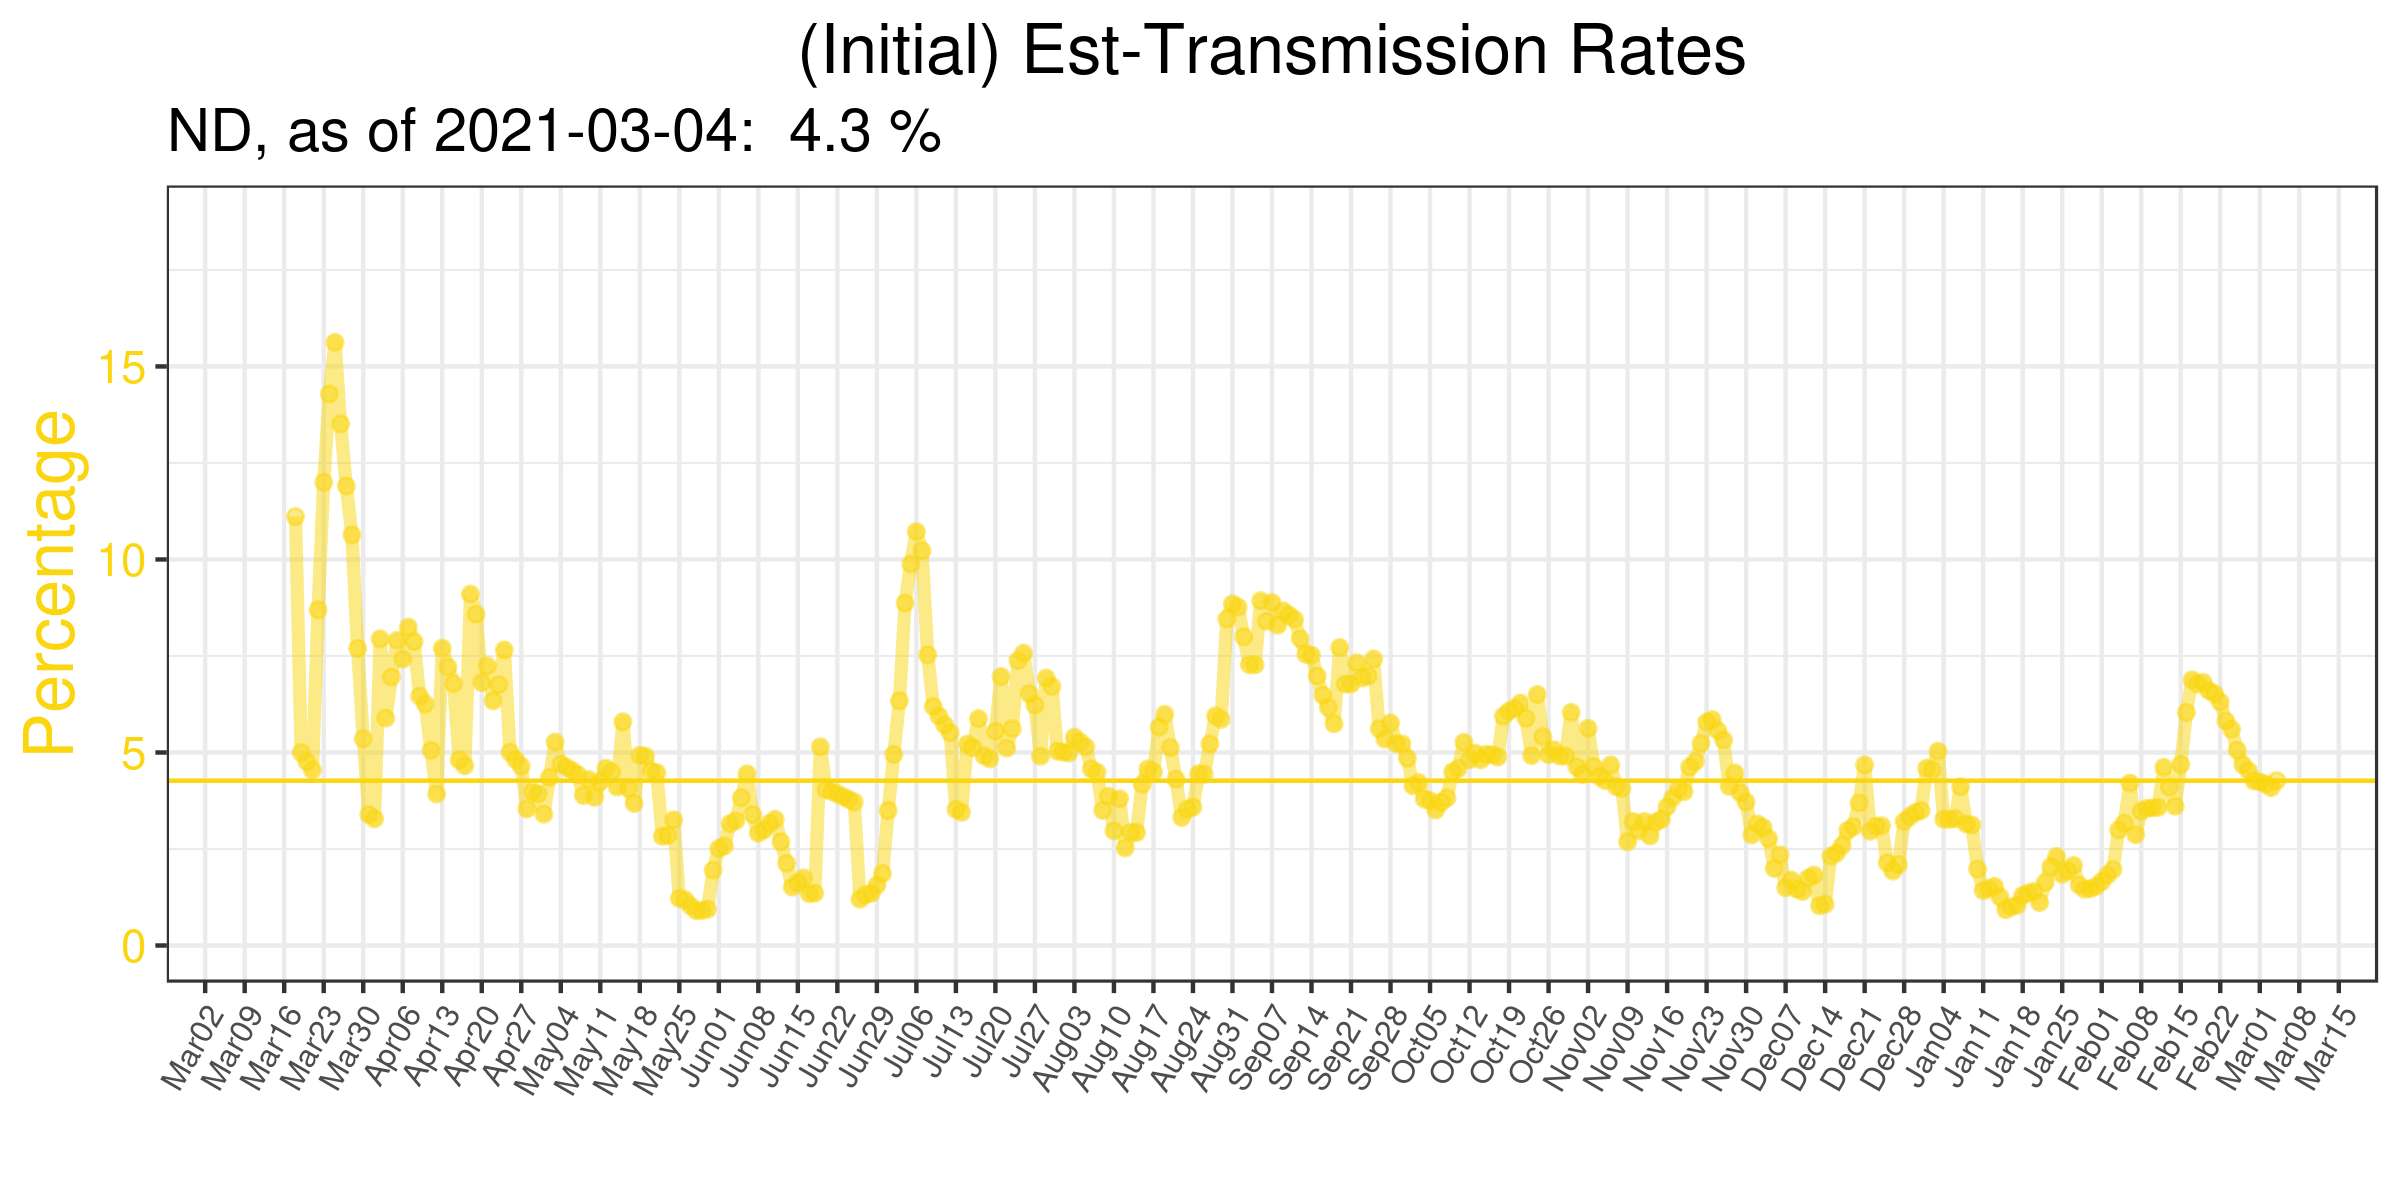 (Initial) Est-Transmission Rates
ND, as of 2021-03-04:  4.3 %
Percentage
15
10
5
0
Mar02
Mar09
Mar16
Mar23
Mar30
Apr06
Apr13
Apr20
Apr27
May04
May11
May18
May25
Jun01
Jun08
Jun15
Jun22
Jun29
Jul06
Jul13
Jul20
Jul27
Aug03
Aug10
Aug17
Aug24
Aug31
Sep07
Sep14
Sep21
Sep28
Oct05
Oct12
Oct19
Oct26
Nov02
Nov09
Nov16
Nov23
Nov30
Dec07
Dec14
Dec21
Dec28
Jan04
Jan11
Jan18
Jan25
Feb01
Feb08
Feb15
Feb22
Mar01
Mar08
Mar15